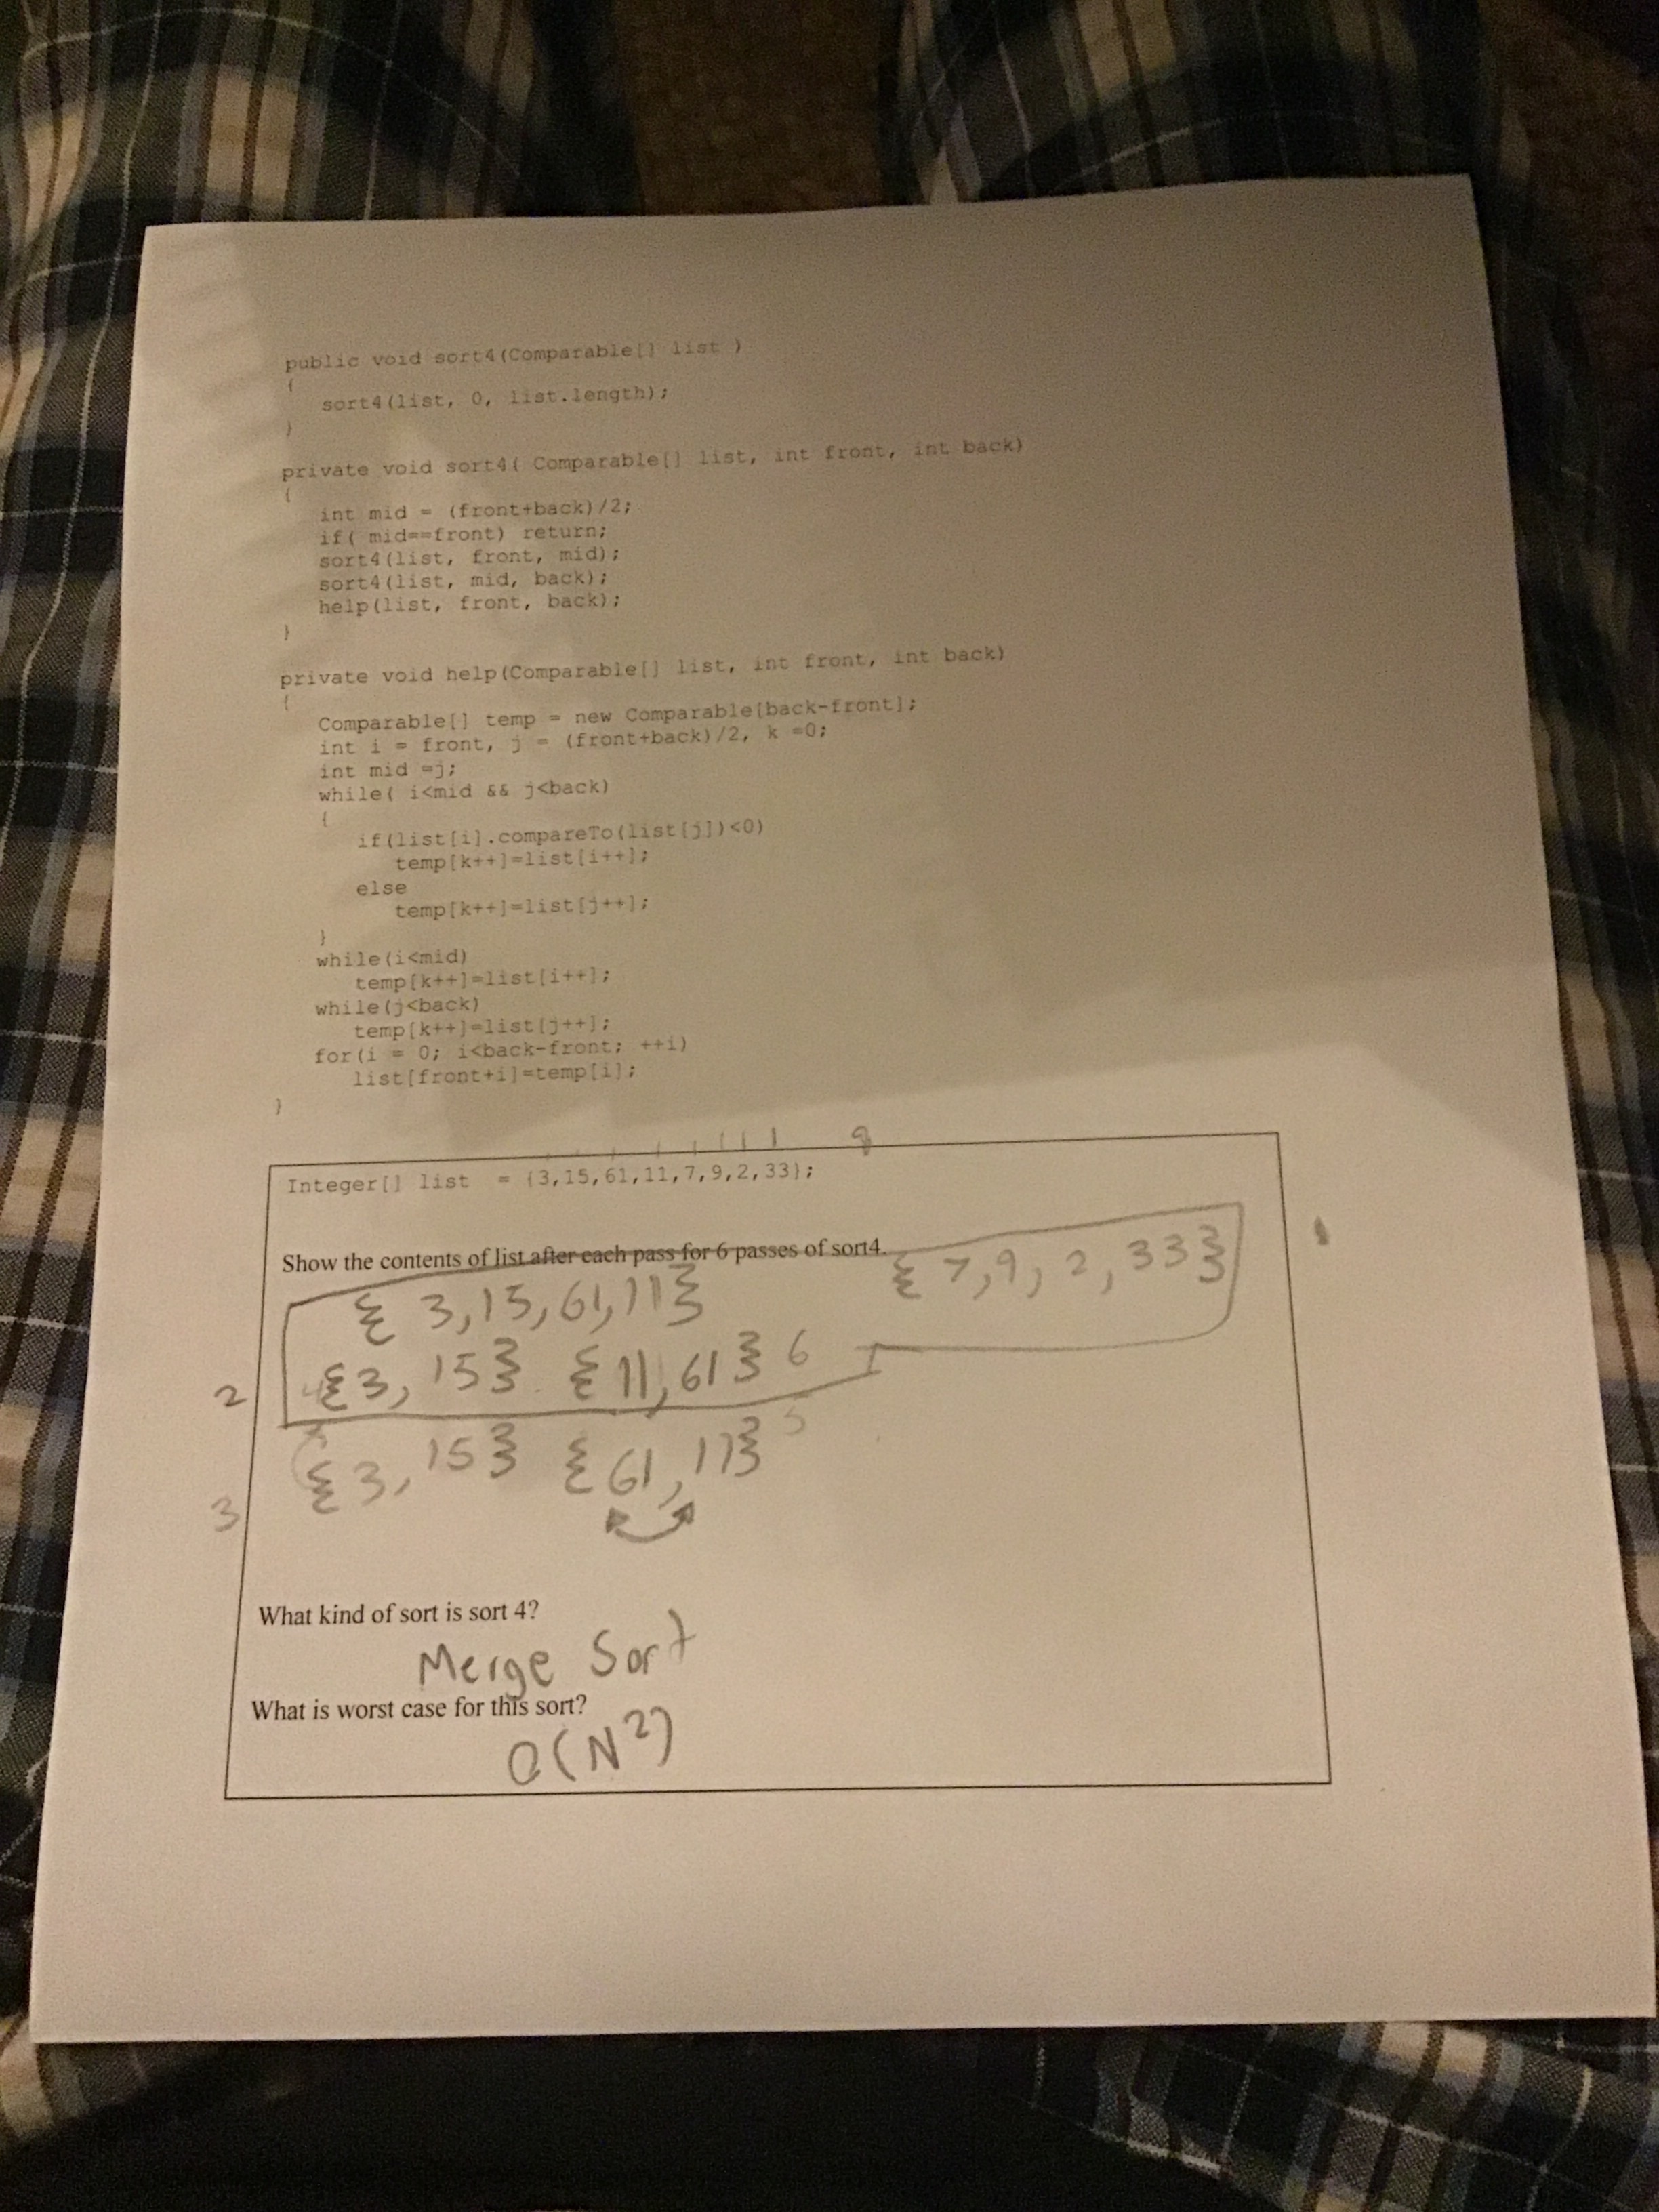 public void sort4(Comparable[] list )
{
sort4(list, 0, list.length);
}
private void sort4( Comparable[] list, int front, int back)
{
int mid = (front+back)/2;
if( mid==front) return;
sort4(list, front, mid);
sort4(list, mid, back);
help(list, front, back);
}
private void help(Comparable[] list, int front, int back)
{
Comparable[] temp = new Comparable[back-front];
int i = front, j = (front+back)/2, k =0;
int mid =j;
while( i<mid && j<back)
{
if(list[i].compareTo(list[j])<0)
temp[k++]=list[i++];
else
temp[k++]=list[j++];
}
while(i<mid)
temp[k++]=list[i++];
while(j<back)
temp[k++]=list[j++];
for(i = 0; i<back-front; ++i)
list[front+i]=temp[i];
}
8
Integer[] list = {3,15,61,11,7,9,2,33};
Show the contents of list after each pass for 6 passes of sort4.
{ 3,15,61,11} { 7,9,2,33} 1
2 {3, 15} {11,61} 6
{3, 15} {61, 11} 5
3
What kind of sort is sort 4?
Merge Sort
What is worst case for this sort?
O(N²)